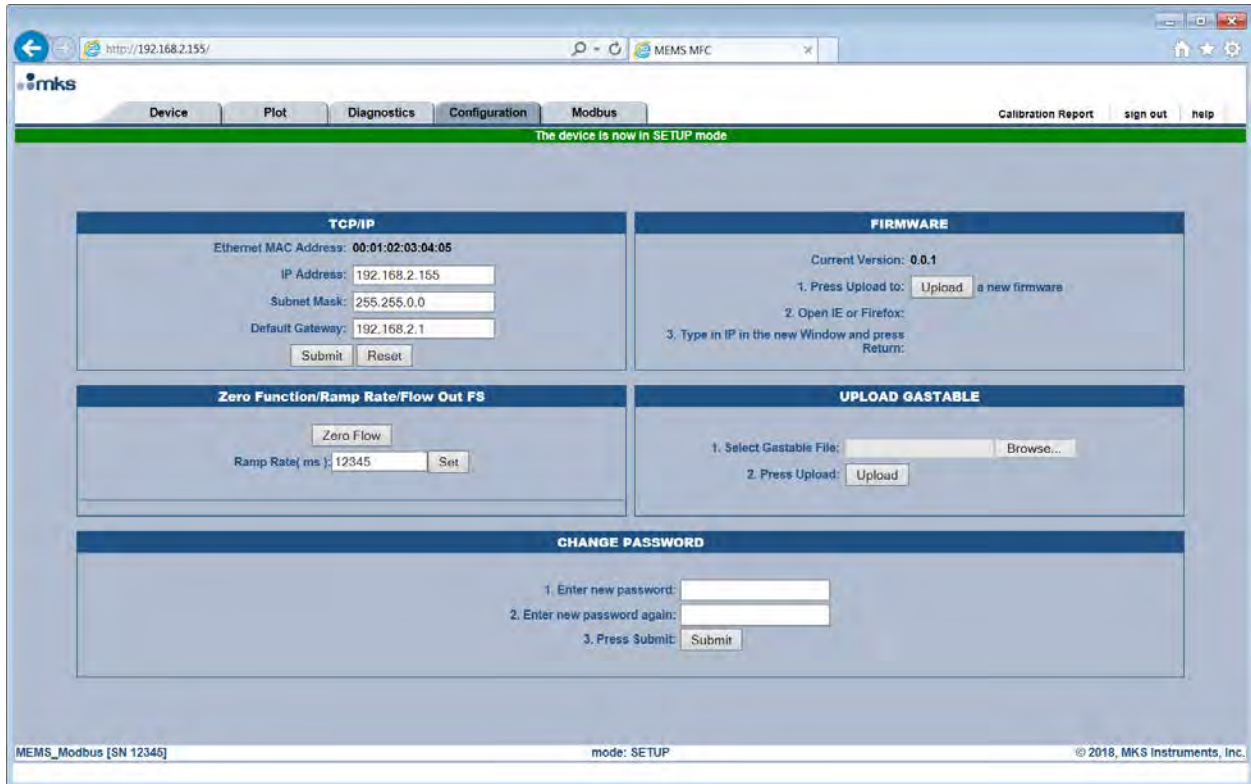 http://192.168.2.155/
MEMS MFC
mks
Device Plot Diagnostics Configuration Modbus Calibration Report sign out help
The device is now in SETUP mode
TCP/IP
Ethernet MAC Address: 00:01:02:03:04:05
IP Address: 192.168.2.155
Subnet Mask: 255.255.0.0
Default Gateway: 192.168.2.1
Submit Reset
FIRMWARE
Current Version: 0.0.1
1. Press Upload to: Upload a new firmware
2. Open IE or Firefox:
3. Type in IP in the new Window and press
Return:
Zero Function/Ramp Rate/Flow Out FS
Zero Flow
Ramp Rate( ms ): 12345 Set
UPLOAD GASTABLE
1. Select Gastable File: Browse...
2. Press Upload: Upload
CHANGE PASSWORD
1. Enter new password:
2. Enter new password again:
3. Press Submit: Submit
MEMS_Modbus [SN 12345] mode: SETUP © 2018, MKS Instruments, Inc.